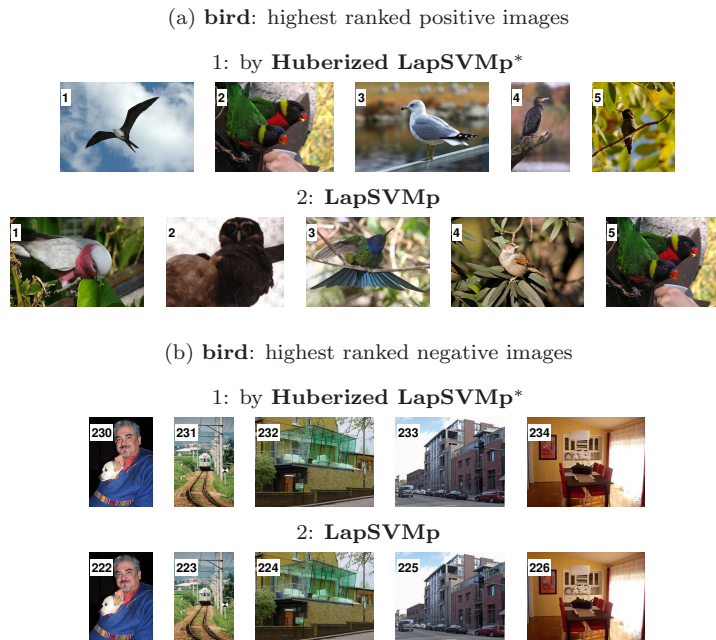 (a) bird: highest ranked positive images
1: by Huberized LapSVMp*
1 2 3 4 5
2: LapSVMp
1 2 3 4 5
(b) bird: highest ranked negative images
1: by Huberized LapSVMp*
230 231 232 233 234
2: LapSVMp
222 223 224 225 226